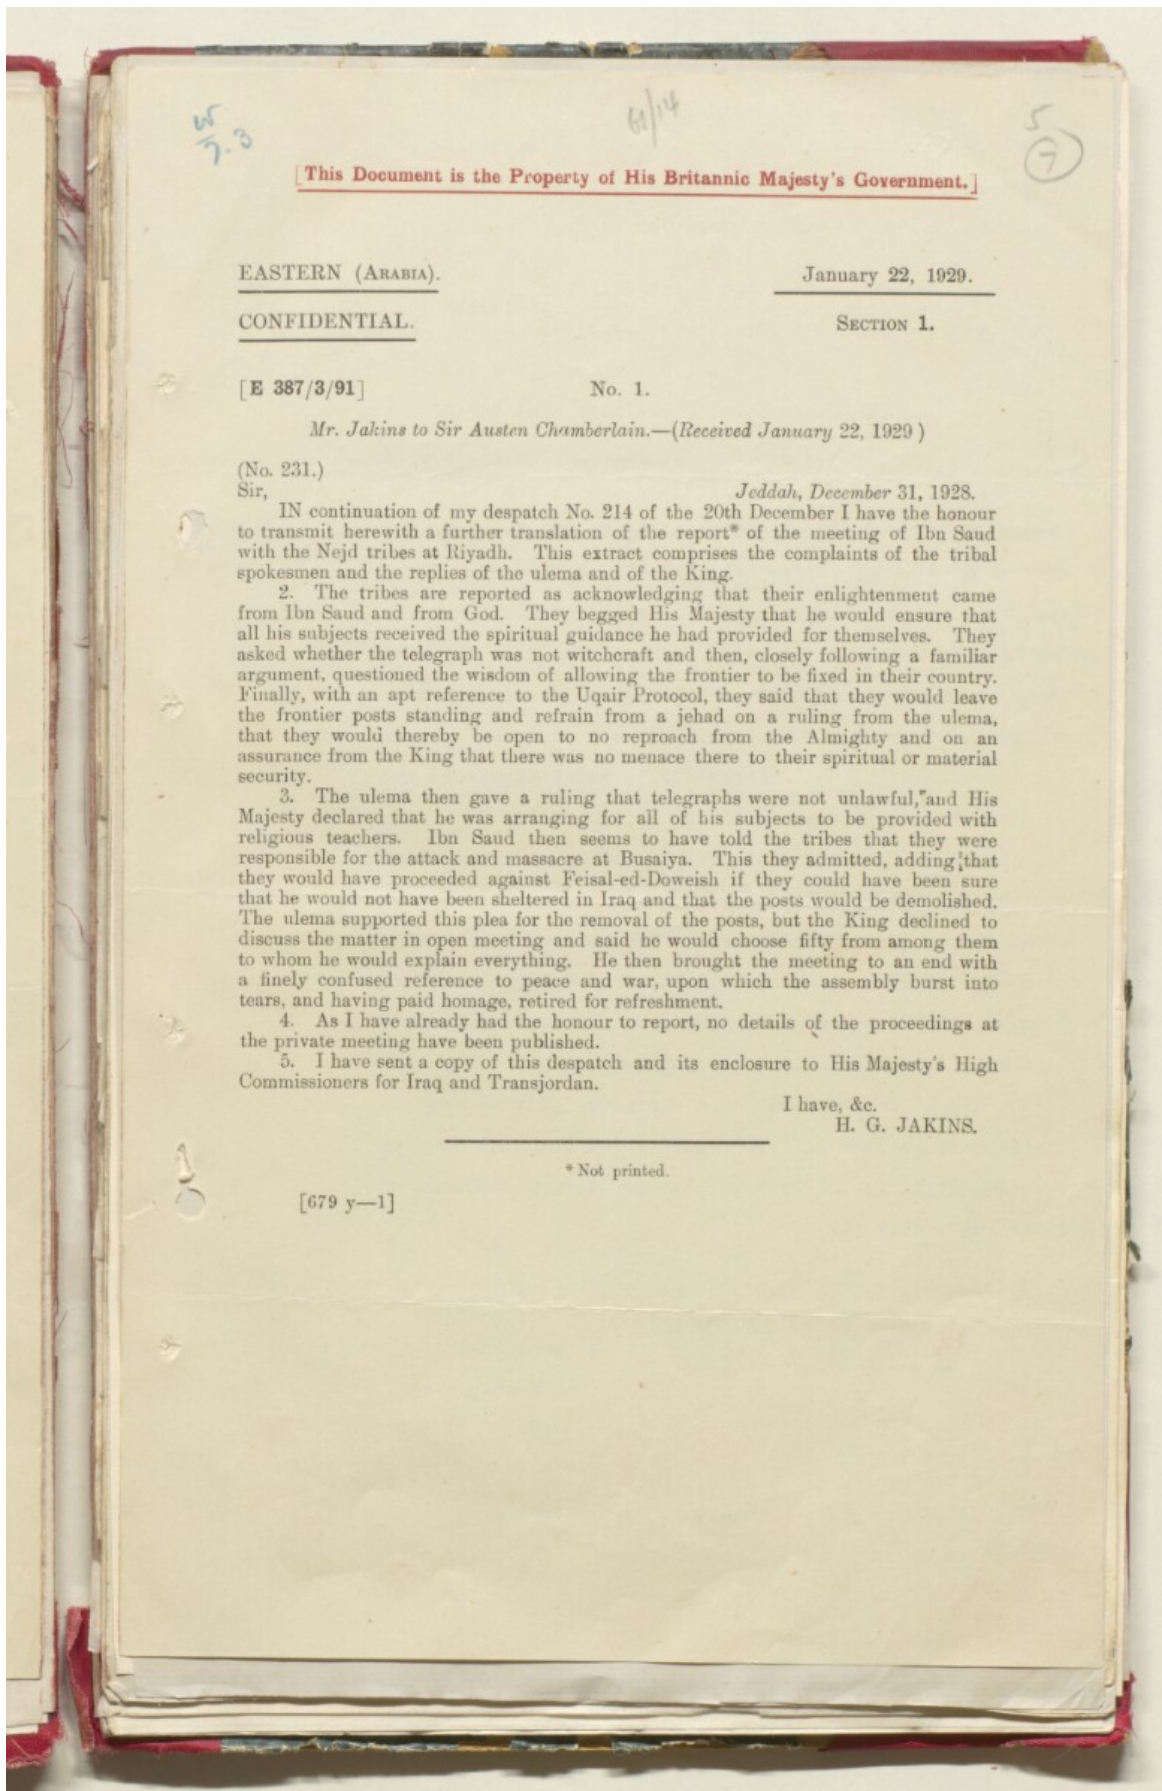 W
7.3
61/14
5
7
[This Document is the Property of His Britannic Majesty's Government.]
EASTERN (ARABIA).
January 22, 1929.
CONFIDENTIAL.
SECTION 1.
[E 387/3/91]
No. 1.
Mr. Jakins to Sir Austen Chamberlain.—(Received January 22, 1929)
(No. 231.)
Sir,
Jeddah, December 31, 1928.
IN continuation of my despatch No. 214 of the 20th December I have the honour
to transmit herewith a further translation of the report* of the meeting of Ibn Saud
with the Nejd tribes at Riyadh. This extract comprises the complaints of the tribal
spokesmen and the replies of the ulema and of the King.
2. The tribes are reported as acknowledging that their enlightenment came
from Ibn Saud and from God. They begged His Majesty that he would ensure that
all his subjects received the spiritual guidance he had provided for themselves. They
asked whether the telegraph was not witchcraft and then, closely following a familiar
argument, questioned the wisdom of allowing the frontier to be fixed in their country.
Finally, with an apt reference to the Uqair Protocol, they said that they would leave
the frontier posts standing and refrain from a jehad on a ruling from the ulema,
that they would thereby be open to no reproach from the Almighty and on an
assurance from the King that there was no menace there to their spiritual or material
security.
3. The ulema then gave a ruling that telegraphs were not unlawful, and His
Majesty declared that he was arranging for all of his subjects to be provided with
religious teachers. Ibn Saud then seems to have told the tribes that they were
responsible for the attack and massacre at Busaiya. This they admitted, adding that
they would have proceeded against Feisal-ed-Doweish if they could have been sure
that he would not have been sheltered in Iraq and that the posts would be demolished.
The ulema supported this plea for the removal of the posts, but the King declined to
discuss the matter in open meeting and said he would choose fifty from among them
to whom he would explain everything. He then brought the meeting to an end with
a finely confused reference to peace and war, upon which the assembly burst into
tears, and having paid homage, retired for refreshment.
4. As I have already had the honour to report, no details of the proceedings at
the private meeting have been published.
5. I have sent a copy of this despatch and its enclosure to His Majesty's High
Commissioners for Iraq and Transjordan.
I have, &c.
H. G. JAKINS.
* Not printed.
[679 y—1]